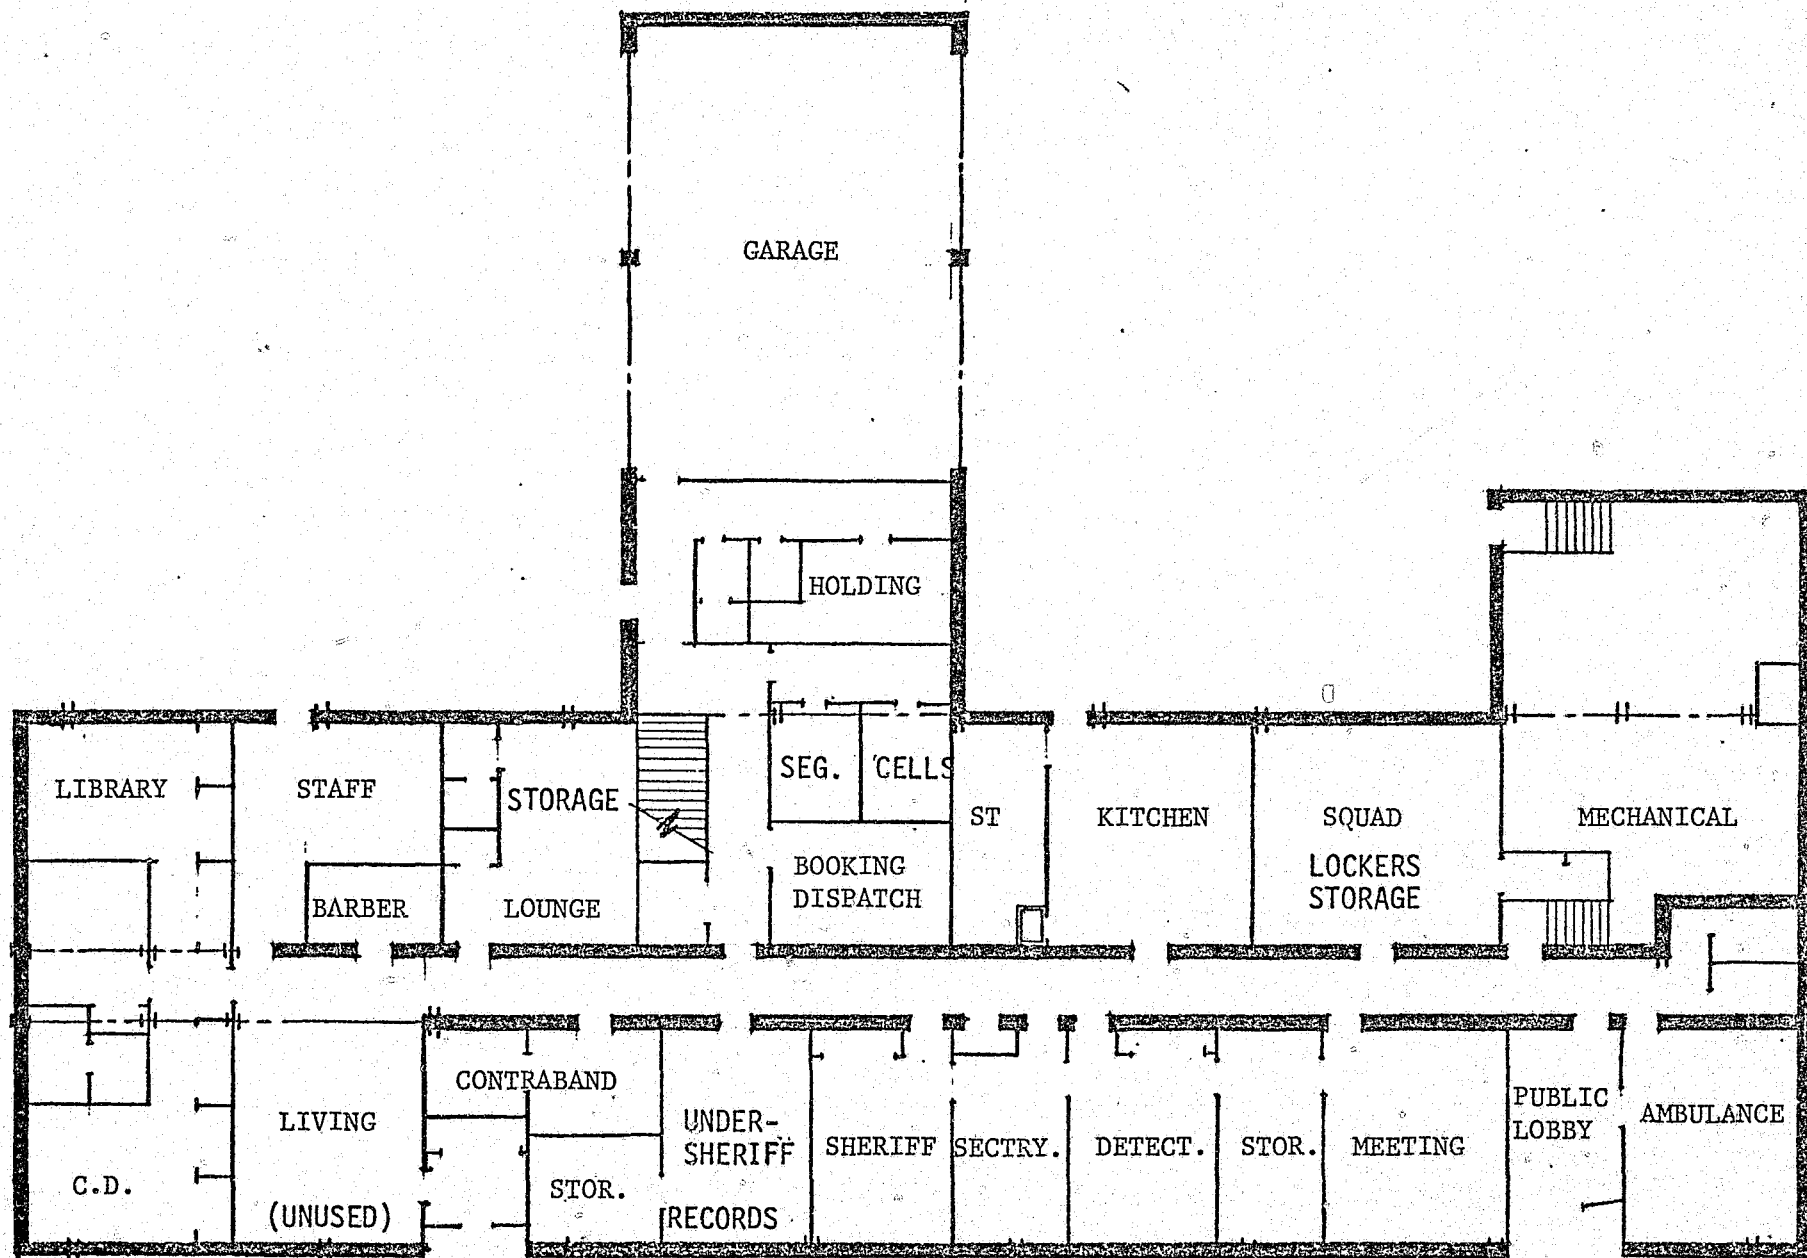 GARAGE
HOLDING
LIBRARY
STAFF
STORAGE
SEG.
CELLS
ST
KITCHEN
SQUAD
LOCKERS
STORAGE
MECHANICAL
BARBER
LOUNGE
BOOKING
DISPATCH
CONTRABAND
LIVING
(UNUSED)
C.D.
STOR.
UNDER-
SHERIFF
RECORDS
SHERIFF
SECTRY.
DETECT.
STOR.
MEETING
PUBLIC
LOBBY
AMBULANCE